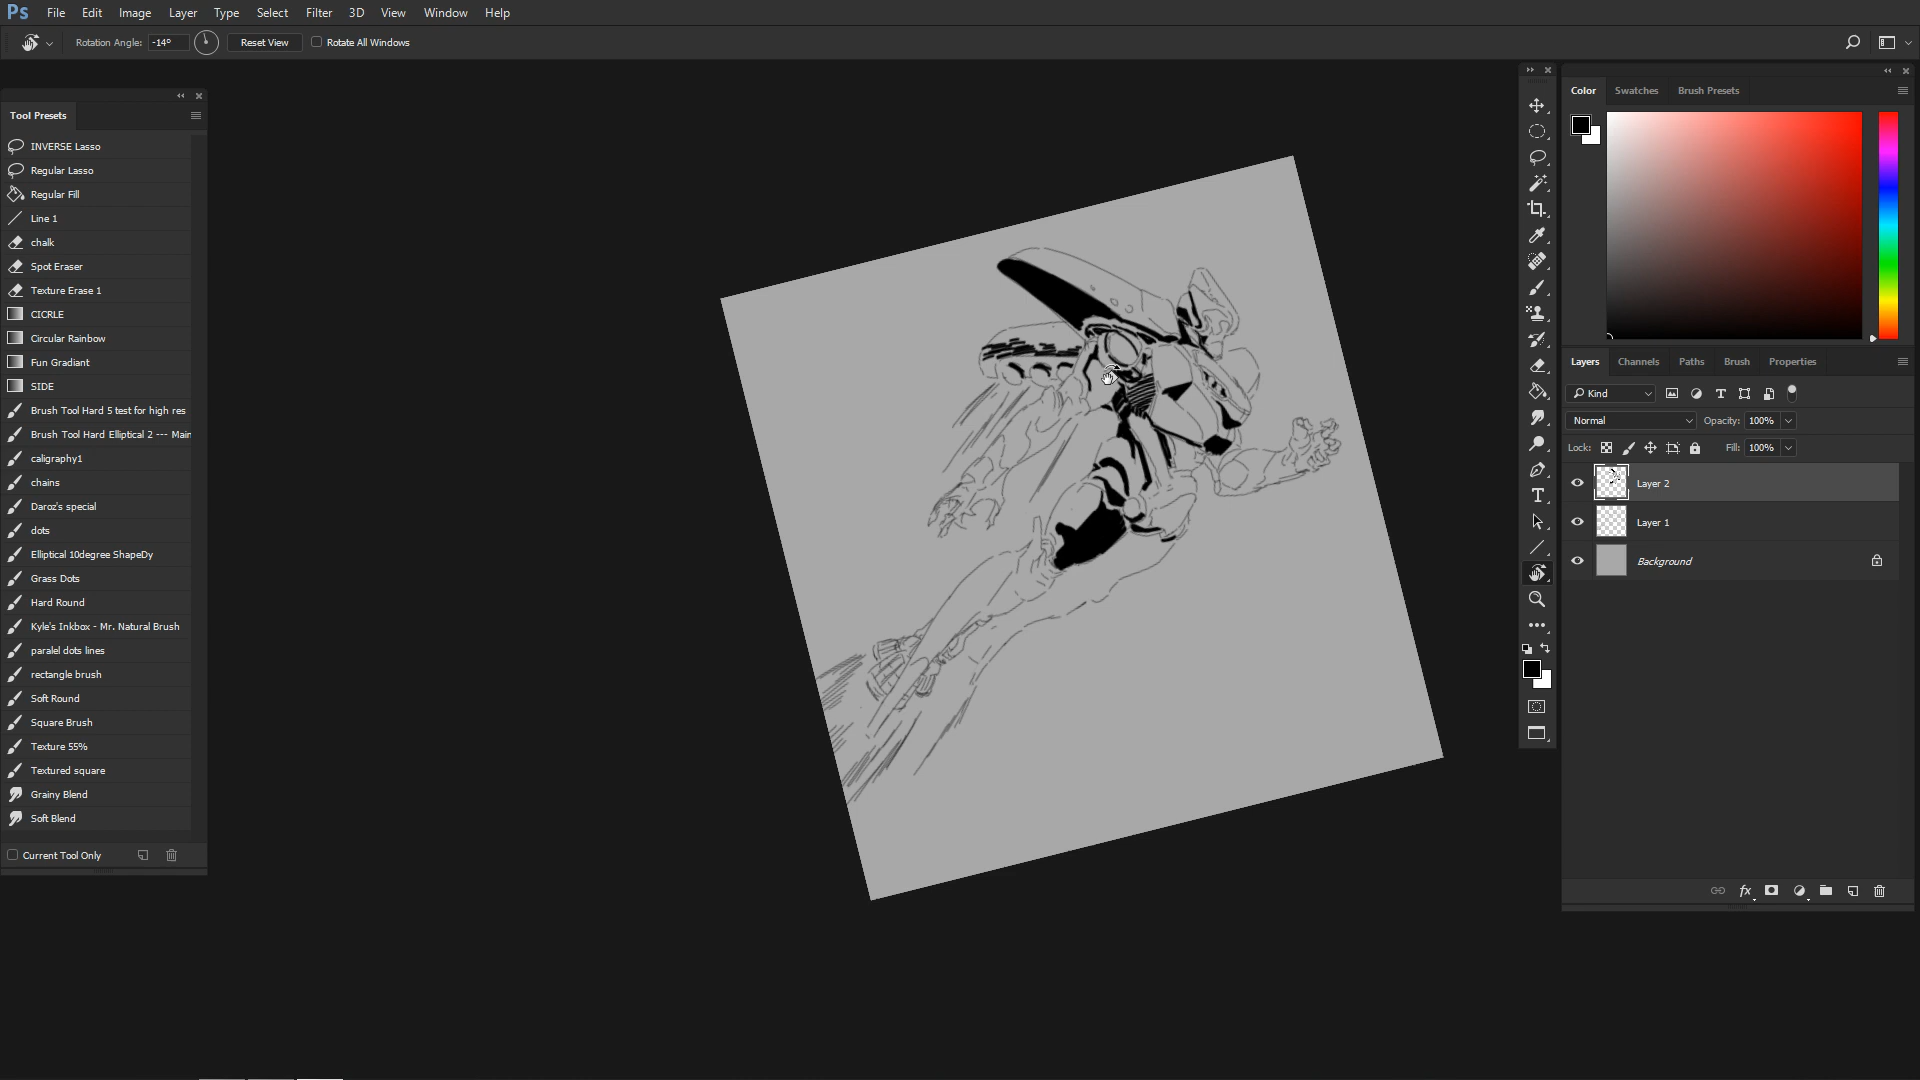 Ps File Edit Image Layer Type Select Filter 3D View Window Help
Rotation Angle: -14° Reset View Rotate All Windows
Tool Presets
INVERSE Lasso
Regular Lasso
Regular Fill
Line 1
chalk
Spot Eraser
Texture Erase 1
CICRLE
Circular Rainbow
Fun Gradiant
SIDE
Brush Tool Hard 5 test for high res
Brush Tool Hard Elliptical 2 --- Main
caligraphy1
chains
Daroz's special
dots
Elliptical 10degree ShapeDy
Grass Dots
Hard Round
Kyle's Inkbox - Mr. Natural Brush
paralel dots lines
rectangle brush
Soft Round
Square Brush
Texture 55%
Textured square
Grainy Blend
Soft Blend
Current Tool Only
Color Swatches Brush Presets
Layers Channels Paths Brush Properties
Kind
Normal Opacity: 100%
Lock: Fill: 100%
Layer 2
Layer 1
Background
fx